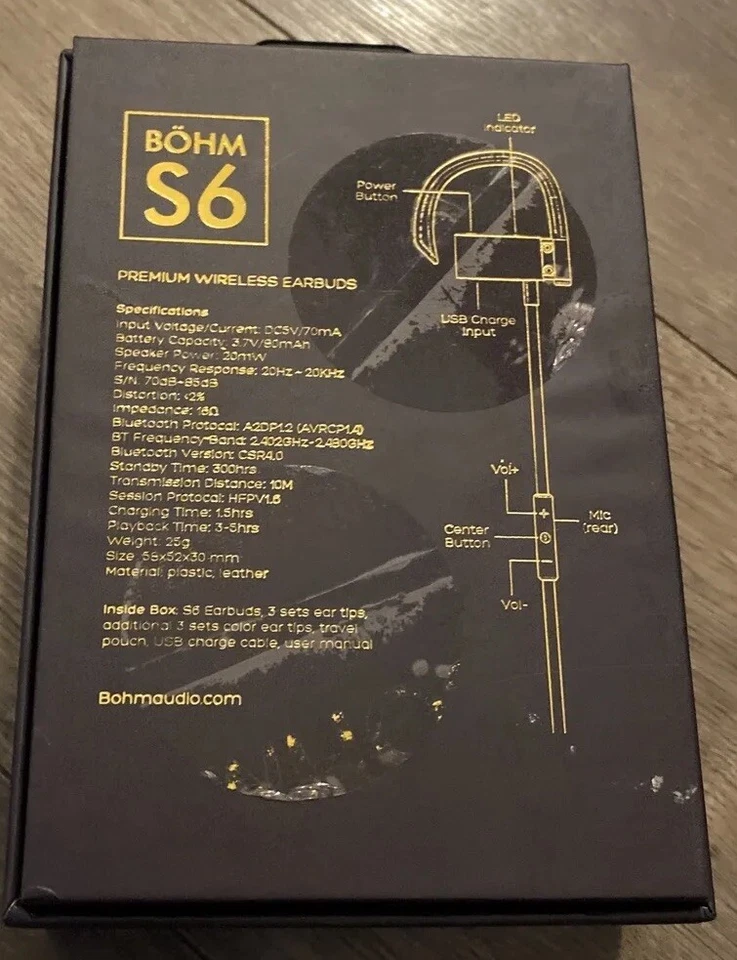 BÖHM
S6
PREMIUM WIRELESS EARBUDS
Specifications
Input Voltage/Current: DC5V/70mA
Battery Capacity: 3.7V/80mAh
Speaker Power: 20mW
Frequency Response: 20Hz ~ 20KHz
S/N: 70dB~85dB
Distortion: <2%
Impedance: 16Ω
Bluetooth Protocal: A2DP1.2 (AVRCP1.4)
BT Frequency Band: 2.402GHz~2.480GHz
Bluetooth Version: CSR4.0
Standby Time: 300hrs
Transmission Distance: 10M
Session Protocal: HFPV1.6
Charging Time: 1.5hrs
Playback Time: 3-5hrs
Weight: 25g
Size: 58x52x30 mm
Material: plastic, leather
Inside Box: S6 Earbuds, 3 sets ear tips,
additional 3 sets color ear tips, travel
pouch, USB charge cable, user manual
Bohmaudio.com
LED
Indicator
Power
Button
USB Charge
Input
Vol+
Mic
(rear)
Center
Button
Vol-